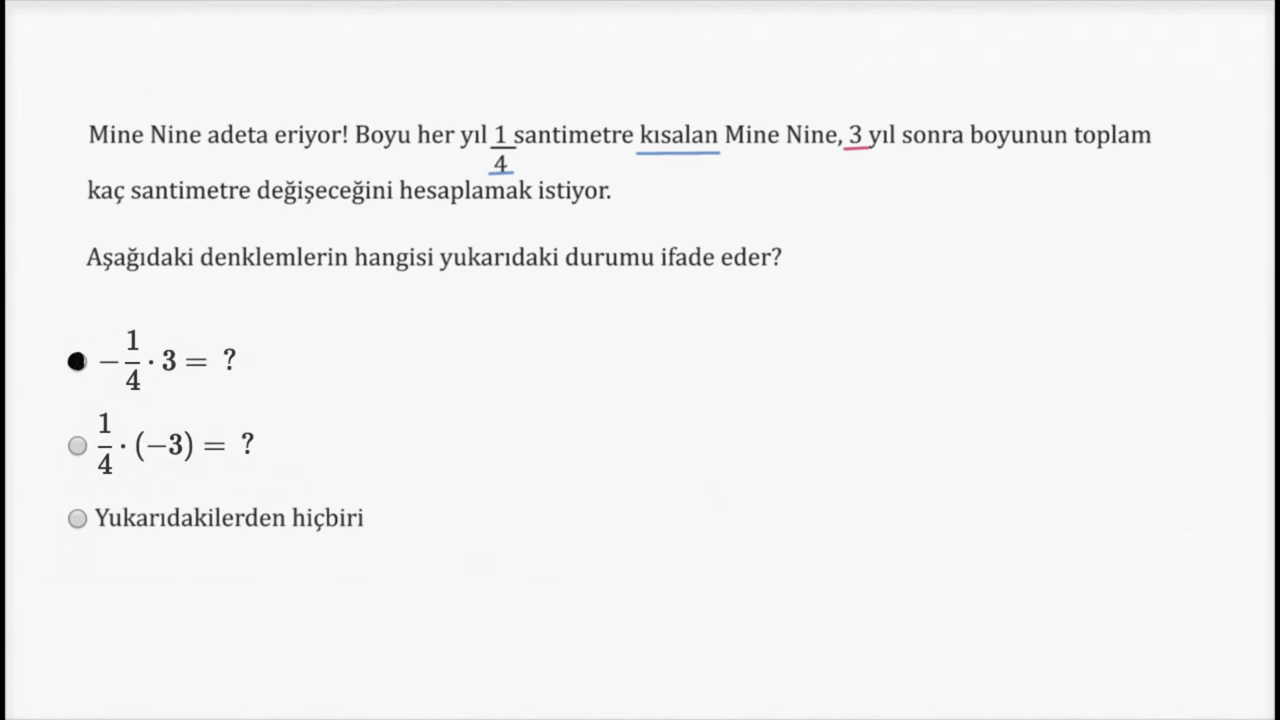 Mine Nine adeta eriyor! Boyu her yıl 1/4 santimetre kısalan Mine Nine, 3 yıl sonra boyunun toplam
kaç santimetre değişeceğini hesaplamak istiyor.
Aşağıdaki denklemlerin hangisi yukarıdaki durumu ifade eder?
−1/4 · 3 = ?
1/4 · (−3) = ?
Yukarıdakilerden hiçbiri